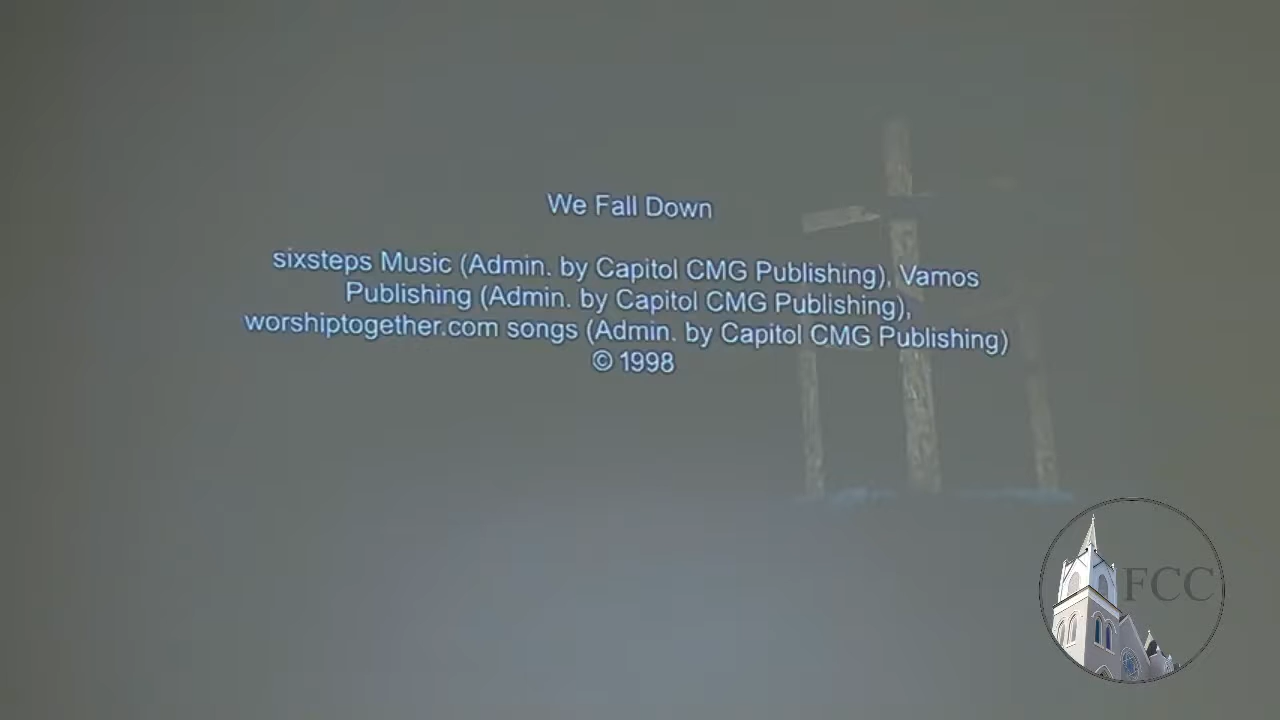 We Fall Down
sixsteps Music (Admin. by Capitol CMG Publishing), Vamos
Publishing (Admin. by Capitol CMG Publishing),
worshiptogether.com songs (Admin. by Capitol CMG Publishing)
© 1998
FCC